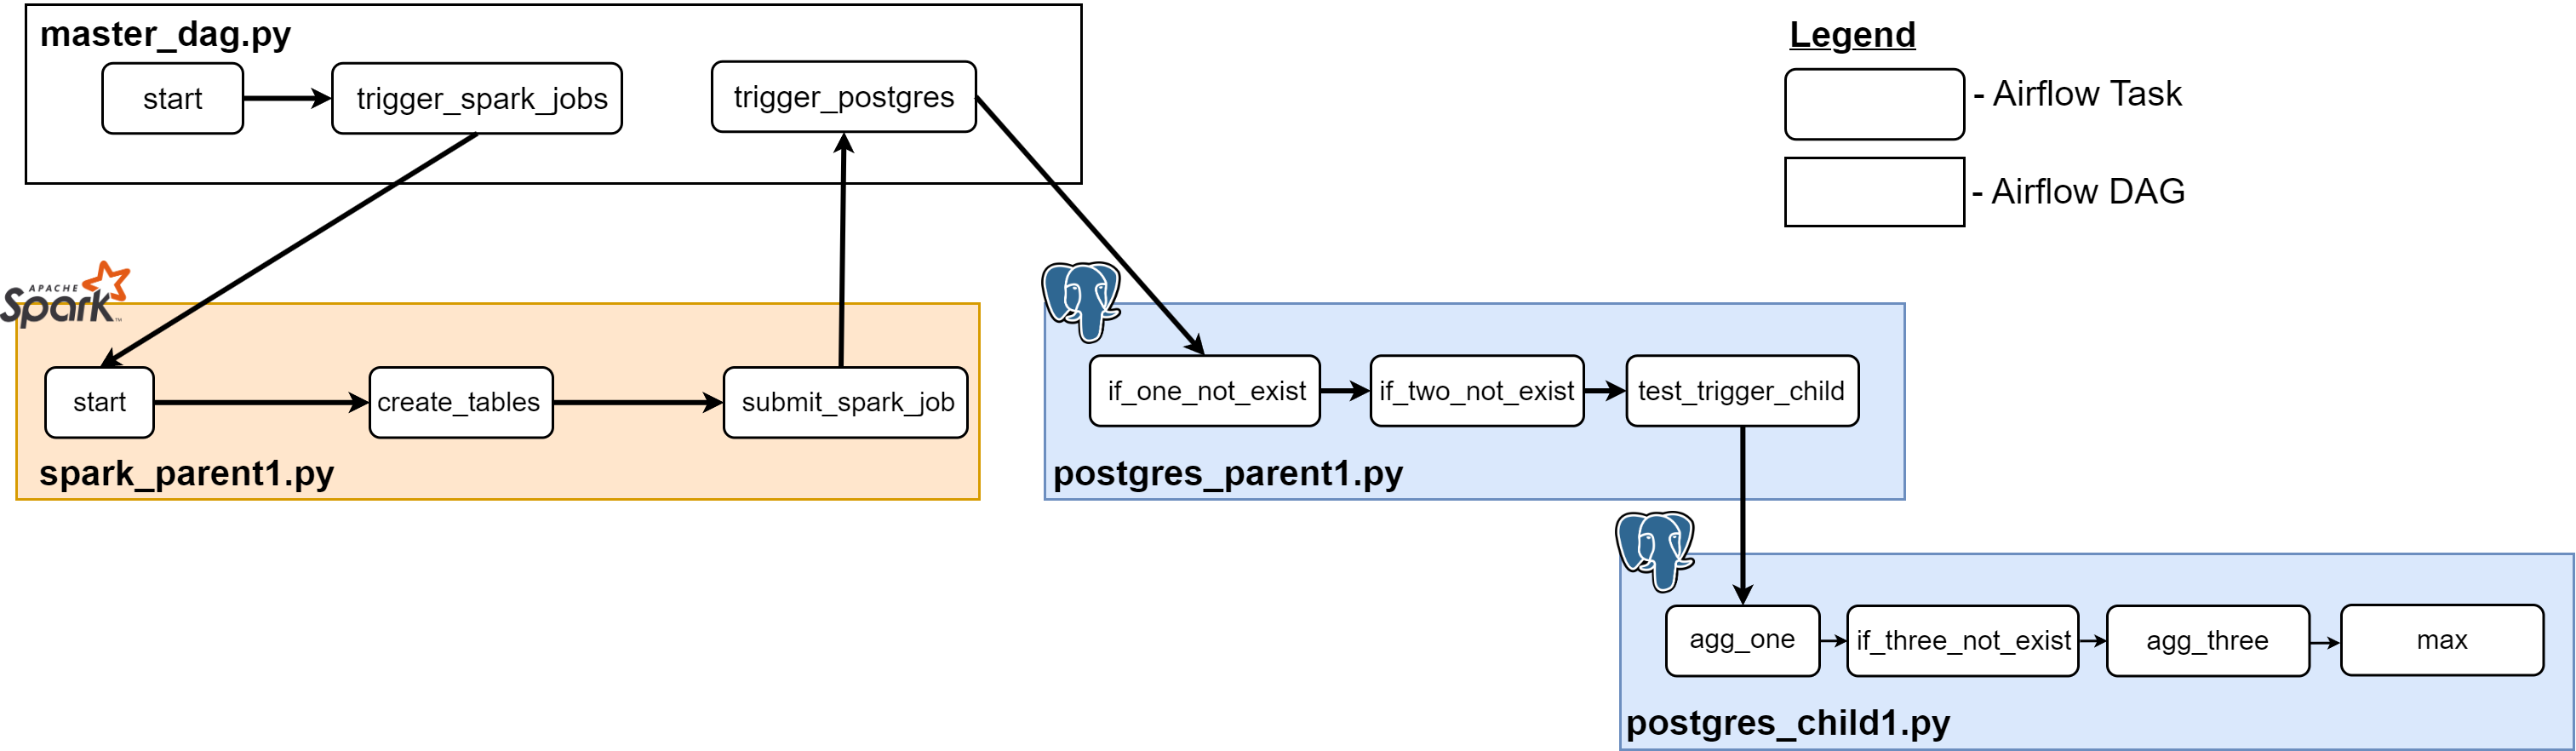 master_dag.py
start
trigger_spark_jobs
trigger_postgres
Legend
- Airflow Task
- Airflow DAG
APACHE
Spark™
start
create_tables
submit_spark_job
spark_parent1.py
if_one_not_exist
if_two_not_exist
test_trigger_child
postgres_parent1.py
agg_one
if_three_not_exist
agg_three
max
postgres_child1.py